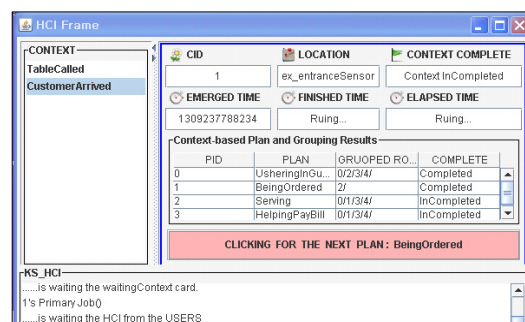 HCI Frame
CONTEXT
TableCalled
CustomerArrived
CID LOCATION CONTEXT COMPLETE
1 ex_entranceSensor Context InCompleted
EMERGED TIME FINISHED TIME ELAPSED TIME
1309237788234 Ruing... Ruing...
Context-based Plan and Grouping Results
PID PLAN GRUOPED RO... COMPLETE
0 UsheringInGu... 0/2/3/4/ Completed
1 BeingOrdered 2/ Completed
2 Serving 0/1/3/4/ InCompleted
3 HelpingPayBill 0/1/3/4/ InCompleted
CLICKING FOR THE NEXT PLAN : BeingOrdered
KS_HCI
......is waiting the waitingContext card.
1's Primary Job()
......is waiting the HCI from the USERS